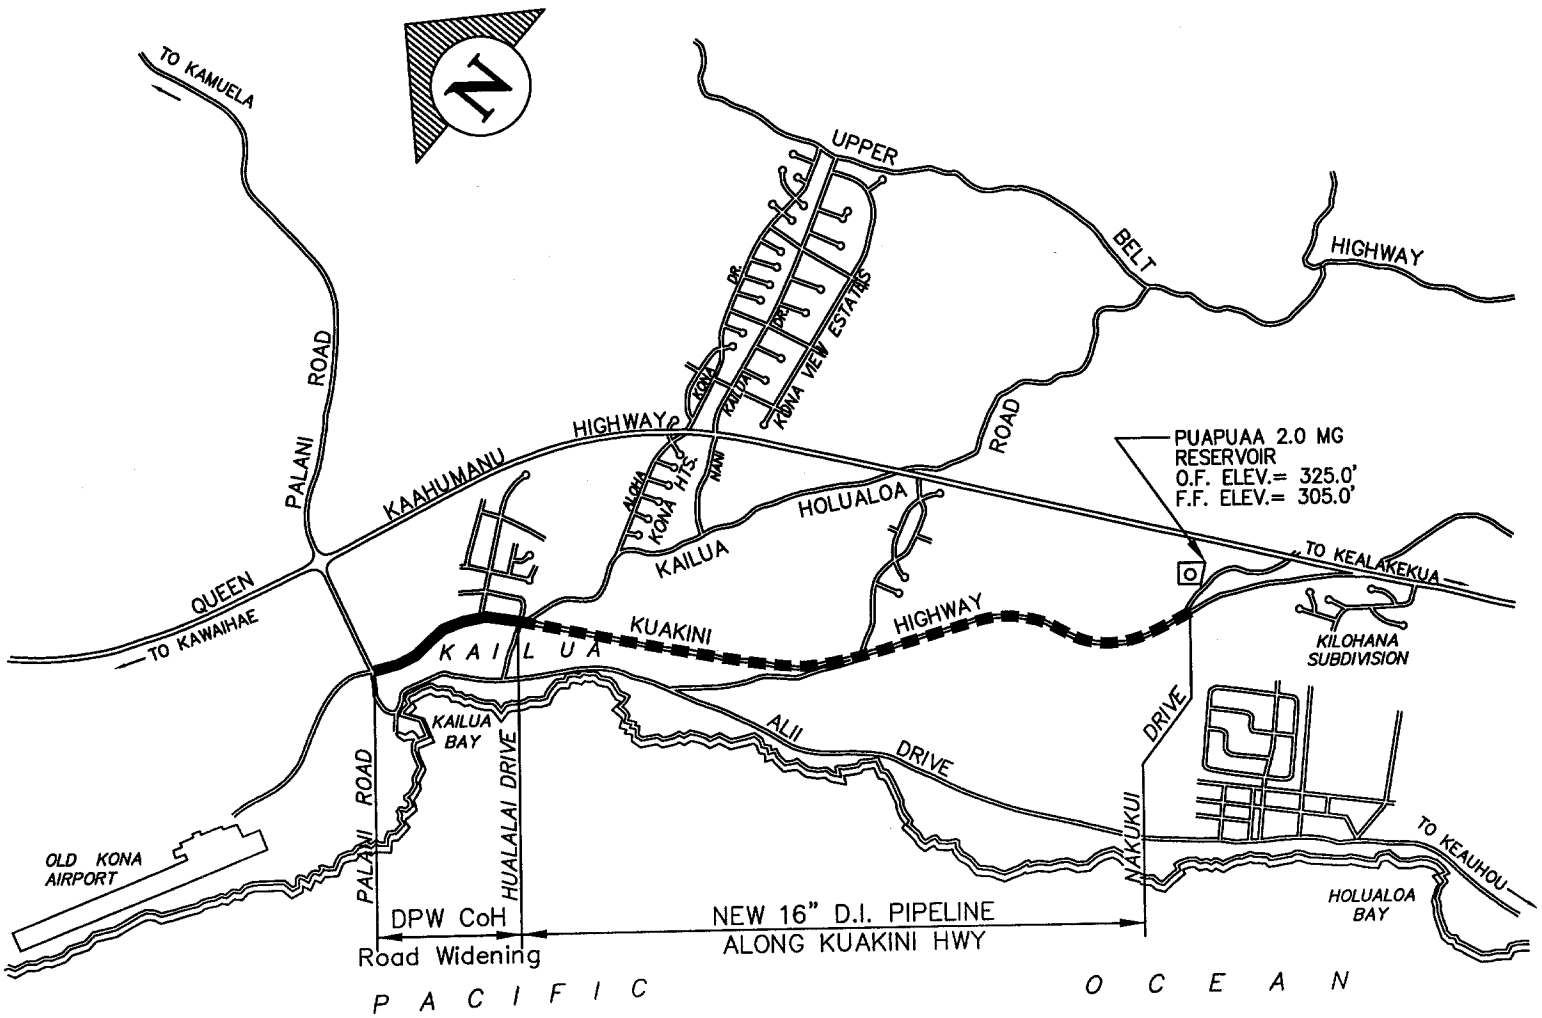 TO KAMUELA
N
UPPER
BELT
HIGHWAY
PALANI ROAD
DR.
DR.
KONA VIEW ESTATES
KONA
KAILUA
QUEEN KAAHUMANU HIGHWAY
ROAD
PUAPUAA 2.0 MG
RESERVOIR
O.F. ELEV.= 325.0'
F.F. ELEV.= 305.0'
ALOHA
KONA HTS.
NANI
KAILUA HOLUALOA
TO KAWAIHAE
TO KEALAKEKUA
KUAKINI HIGHWAY
KAILUA
KILOHANA
SUBDIVISION
KAILUA
BAY
ALII DRIVE
DRIVE
NAKUKUI
PALANI ROAD
HUALALAI DRIVE
OLD KONA
AIRPORT
TO KEAUHOU
HOLUALOA
BAY
DPW CoH
Road Widening
NEW 16" D.I. PIPELINE
ALONG KUAKINI HWY
PACIFIC OCEAN